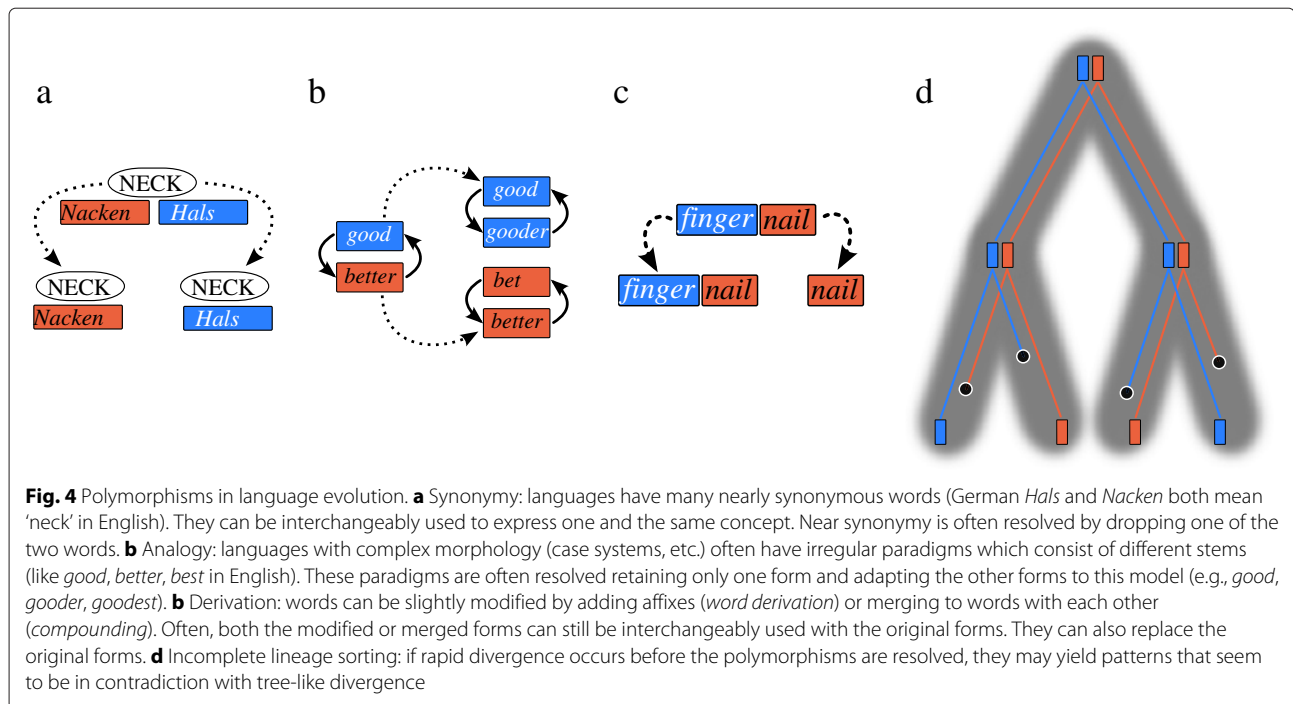 a
b
c
d
NECK
Nacken Hals
NECK
NECK
Nacken
Hals
good
better
good
gooder
bet
better
finger nail
finger nail
nail
Fig. 4 Polymorphisms in language evolution. a Synonymy: languages have many nearly synonymous words (German Hals and Nacken both mean
‘neck’ in English). They can be interchangeably used to express one and the same concept. Near synonymy is often resolved by dropping one of the
two words. b Analogy: languages with complex morphology (case systems, etc.) often have irregular paradigms which consist of different stems
(like good, better, best in English). These paradigms are often resolved retaining only one form and adapting the other forms to this model (e.g., good,
gooder, goodest). b Derivation: words can be slightly modified by adding affixes (word derivation) or merging to words with each other
(compounding). Often, both the modified or merged forms can still be interchangeably used with the original forms. They can also replace the
original forms. d Incomplete lineage sorting: if rapid divergence occurs before the polymorphisms are resolved, they may yield patterns that seem
to be in contradiction with tree-like divergence